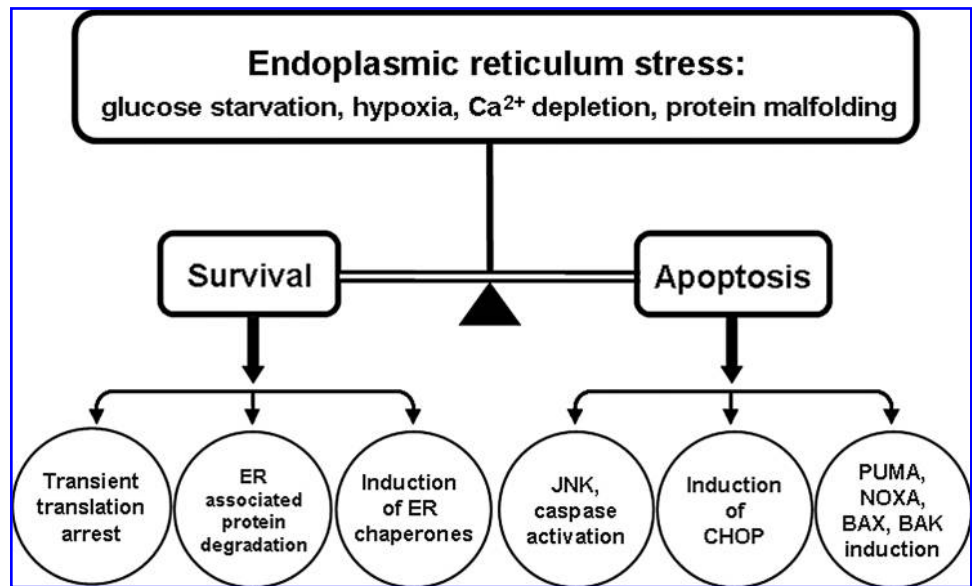 Endoplasmic reticulum stress:
glucose starvation, hypoxia, Ca²⁺ depletion, protein malfolding
Survival
Apoptosis
Transient
translation
arrest
ER
associated
protein
degradation
Induction
of ER
chaperones
JNK,
caspase
activation
Induction
of
CHOP
PUMA,
NOXA,
BAX, BAK
induction